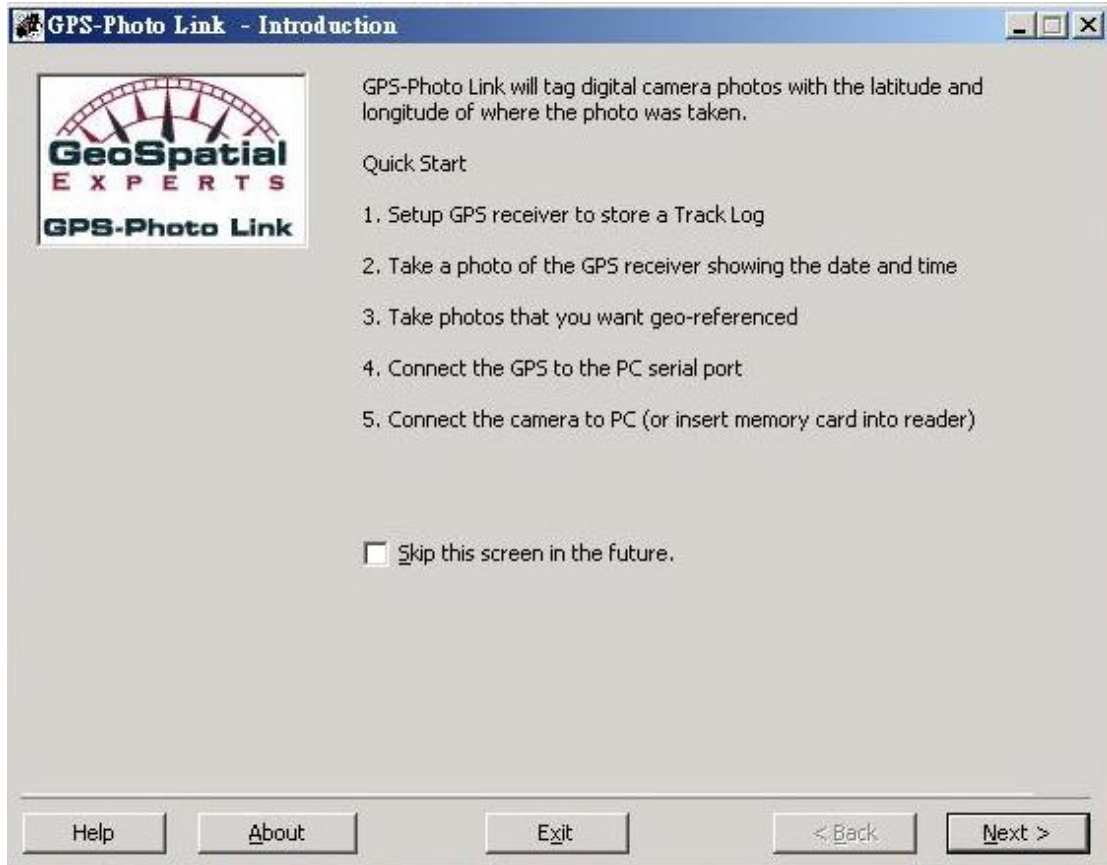 GPS-Photo Link - Introduction
GeoSpatial
EXPERTS
GPS-Photo Link
GPS-Photo Link will tag digital camera photos with the latitude and
longitude of where the photo was taken.
Quick Start
1. Setup GPS receiver to store a Track Log
2. Take a photo of the GPS receiver showing the date and time
3. Take photos that you want geo-referenced
4. Connect the GPS to the PC serial port
5. Connect the camera to PC (or insert memory card into reader)
Skip this screen in the future.
Help
About
Exit
< Back
Next >